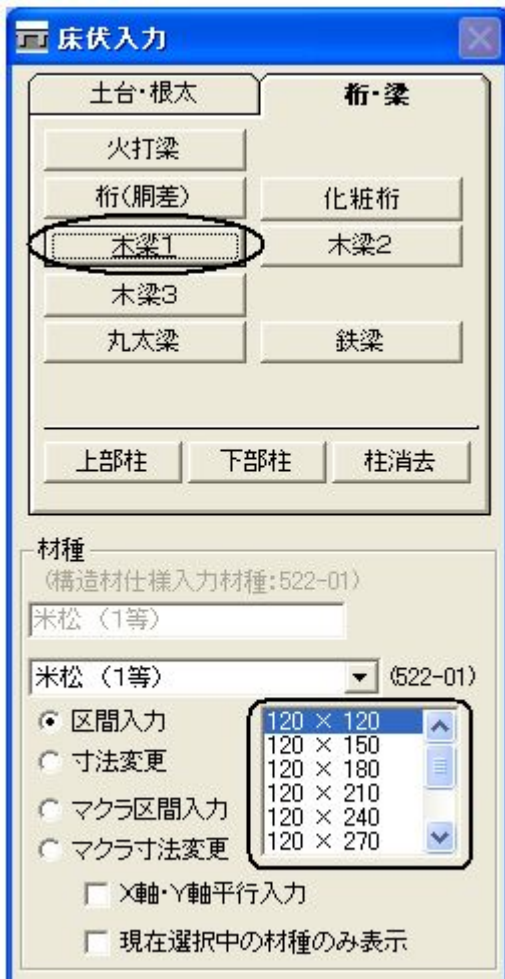 床伏入力
土台･根太 桁･梁
火打梁
桁(胴差) 化粧桁
木梁1 木梁2
木梁3
丸太梁 鉄梁
上部柱 下部柱 柱消去
材種
(構造材仕様入力材種:522-01)
米松 (1等)
米松 (1等) (522-01)
区間入力
寸法変更
マクラ区間入力
マクラ寸法変更
120 × 120
120 × 150
120 × 180
120 × 210
120 × 240
120 × 270
X軸･Y軸平行入力
現在選択中の材種のみ表示